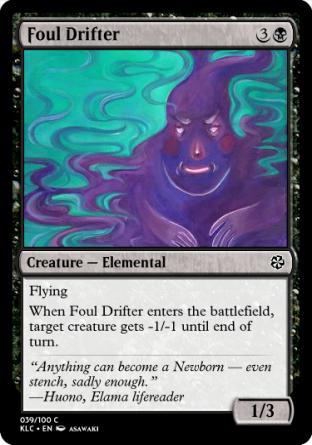 Foul Drifter 3
Creature — Elemental
Flying
When Foul Drifter enters the battlefield,
target creature gets -1/-1 until end of
turn.
“Anything can become a Newborn — even
stench, sadly enough.”
—Huono, Elama lifereader
1/3
039/100 C
KLC • EN ASAWAKI